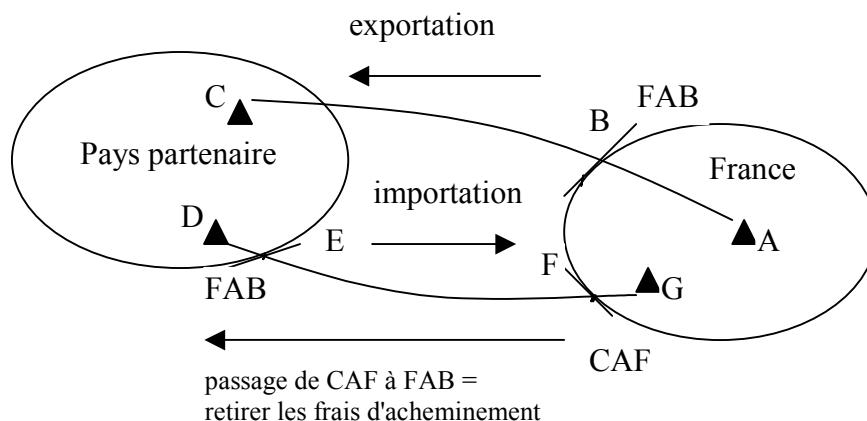 exportation
C
B
FAB
Pays partenaire
France
importation
D
E
F
A
FAB
G
CAF
passage de CAF à FAB =
retirer les frais d'acheminement